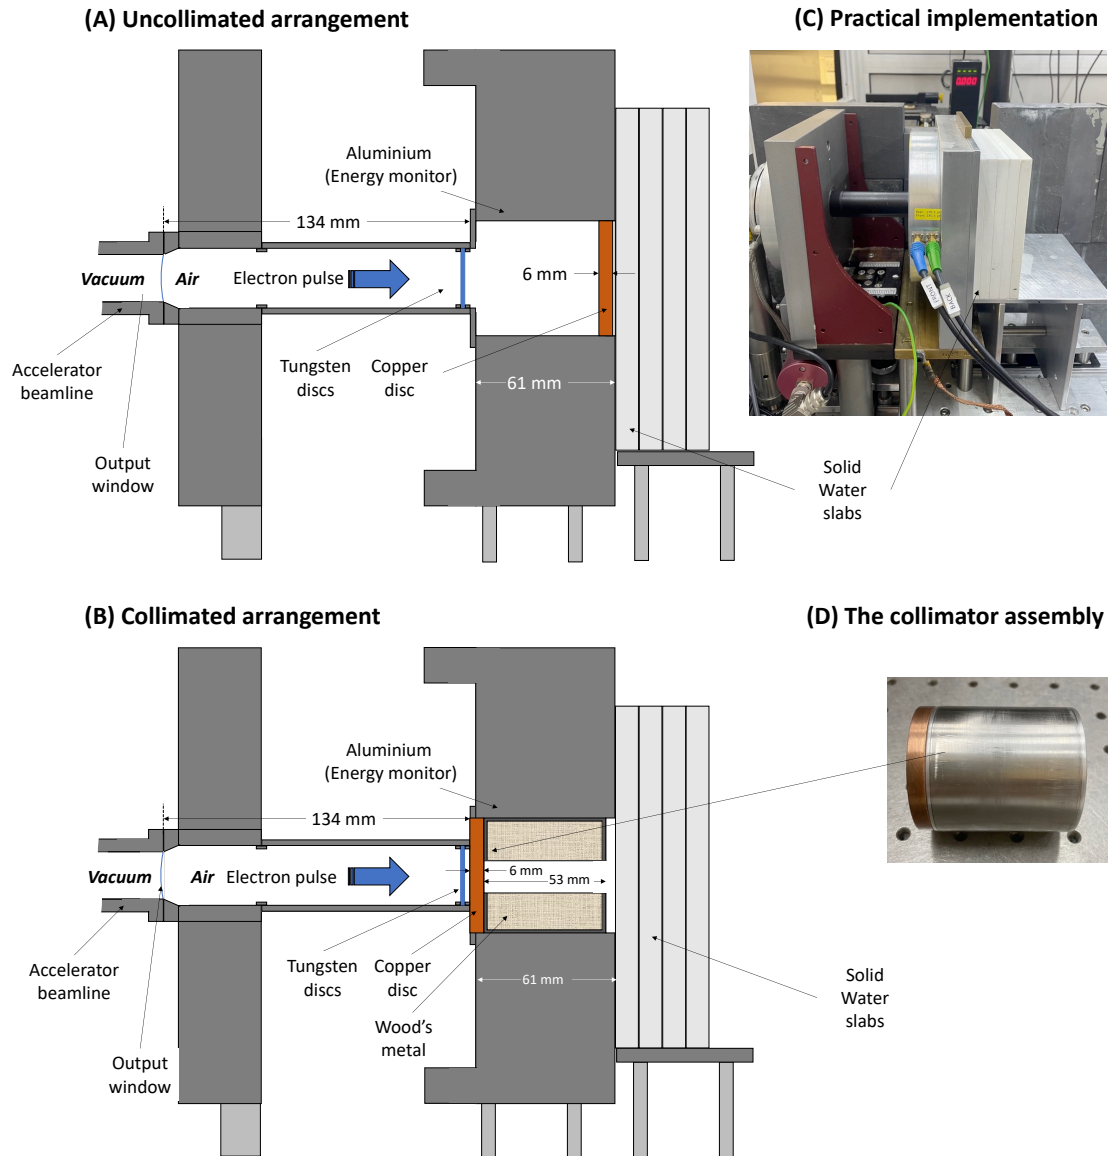 (A) Uncollimated arrangement
(C) Practical implementation
Aluminium
(Energy monitor)
134 mm
Vacuum
Air
Electron pulse
6 mm
Accelerator
beamline
Tungsten
discs
Copper
disc
61 mm
Output
window
Solid
Water
slabs
FRONT
BACK
(B) Collimated arrangement
(D) The collimator assembly
Aluminium
(Energy monitor)
134 mm
Vacuum
Air
Electron pulse
6 mm
53 mm
Accelerator
beamline
Tungsten
discs
Copper
disc
61 mm
Wood's
metal
Output
window
Solid
Water
slabs